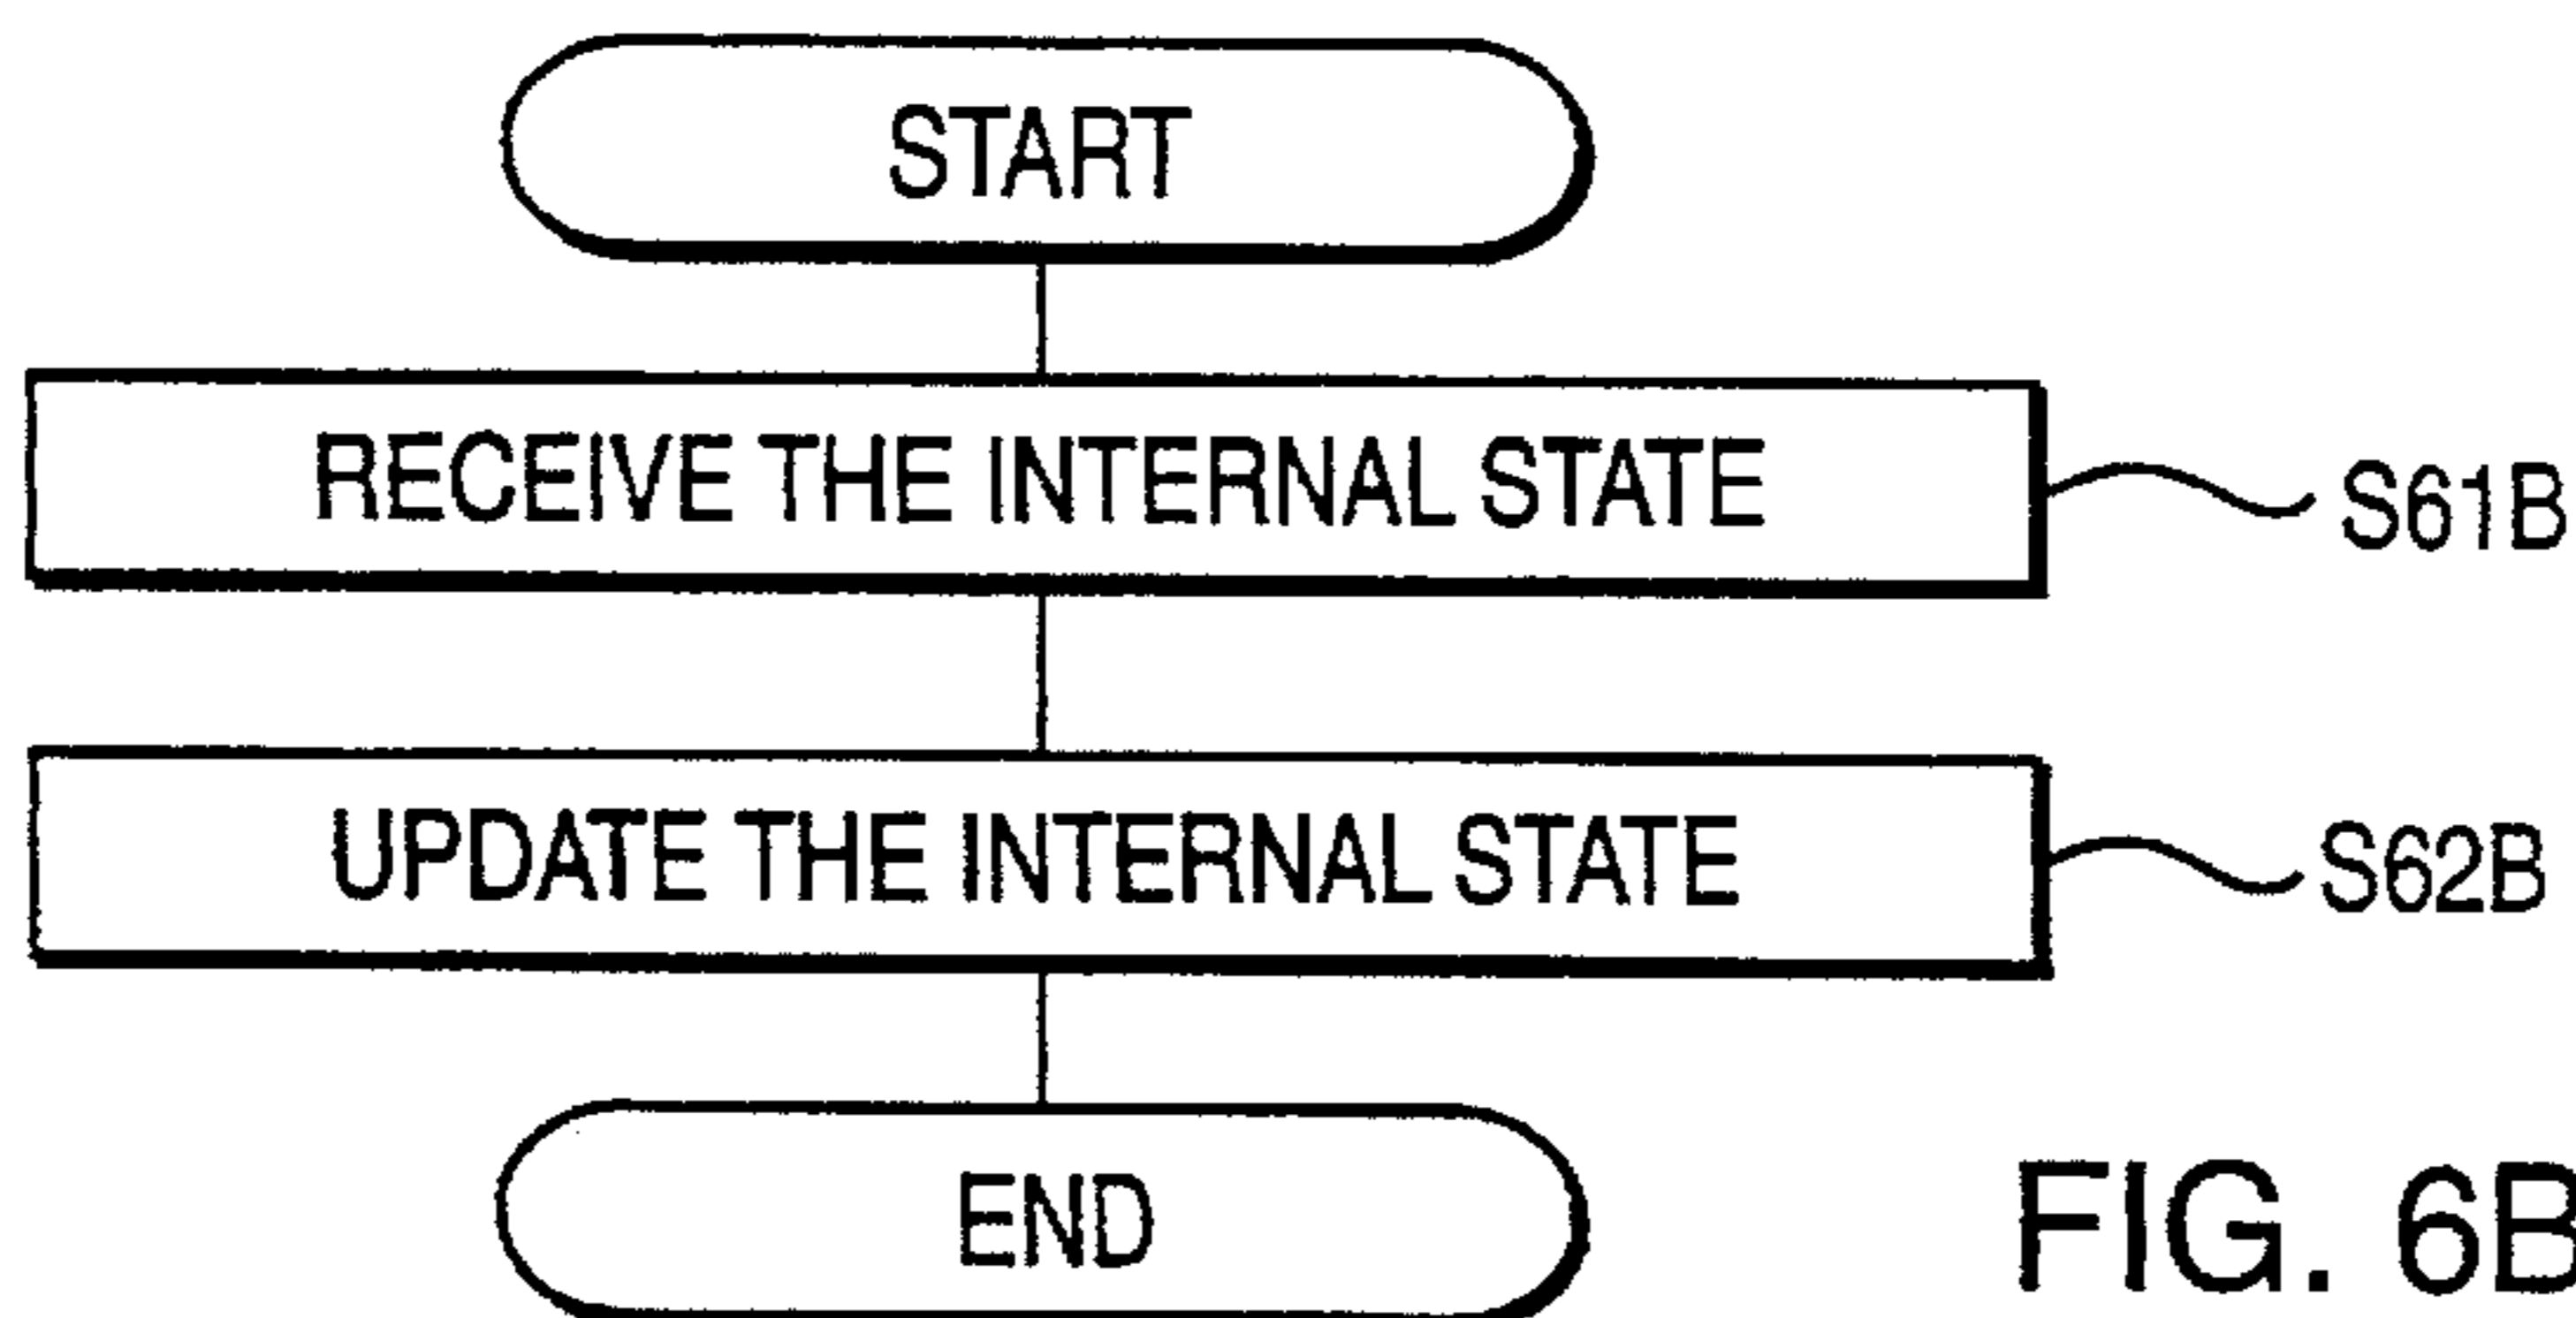 START
RECEIVE THE INTERNAL STATE
S61B
UPDATE THE INTERNAL STATE
S62B
END
FIG. 6B